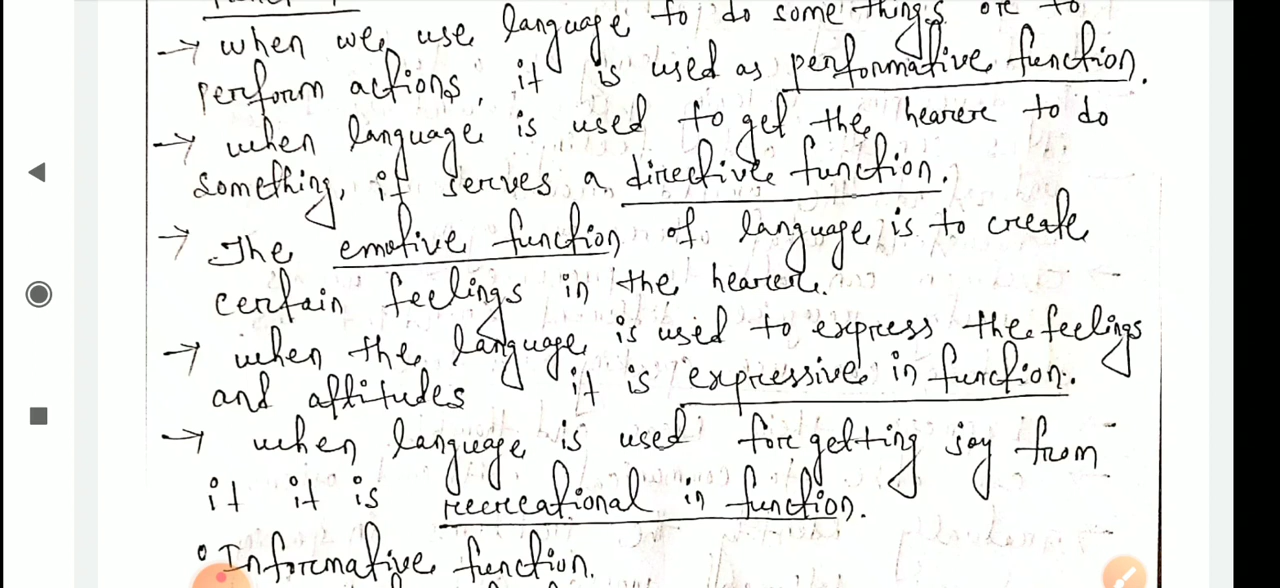 → when we use language to do some things or to
perform actions, it is used as performative function.
→ when language is used to get the hearer to do
something, it serves a directive function.
→ The emotive function of language is to create
certain feelings in the hearer.
→ when the language is used to express the feelings
and attitudes it is expressive in function.
→ when language is used for getting joy from
it it is recreational in function.
• Informative function.